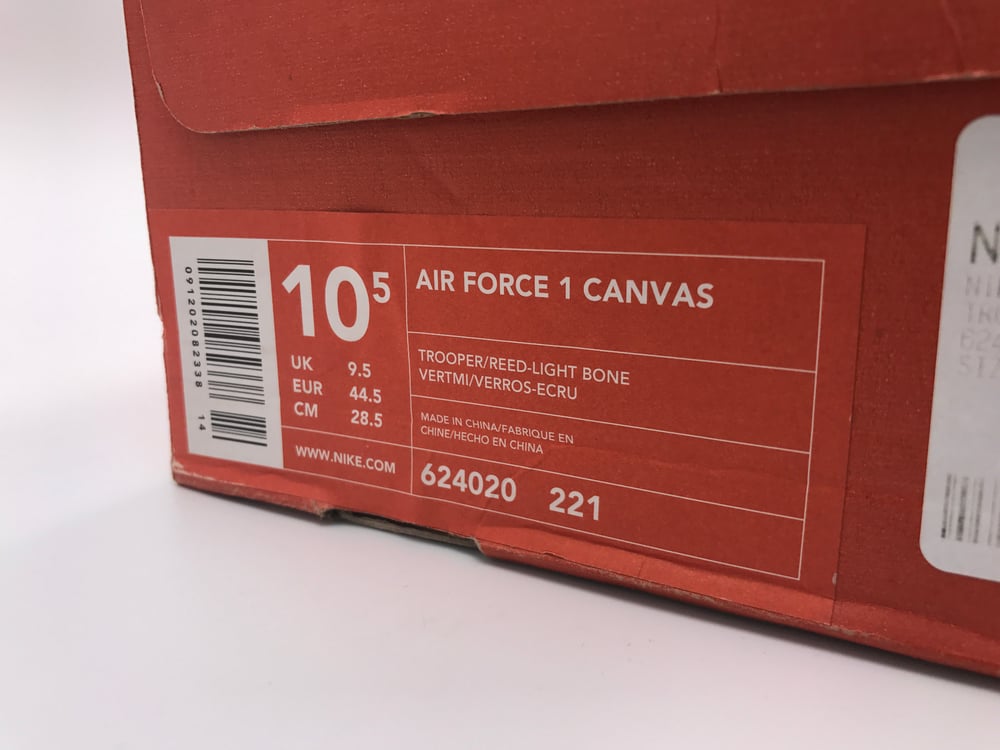 091202082338 14
10⁵
UK 9.5
EUR 44.5
CM 28.5
WWW.NIKE.COM
AIR FORCE 1 CANVAS
TROOPER/REED-LIGHT BONE
VERTMI/VERROS-ECRU
MADE IN CHINA/FABRIQUE EN
CHINE/HECHO EN CHINA
624020 221